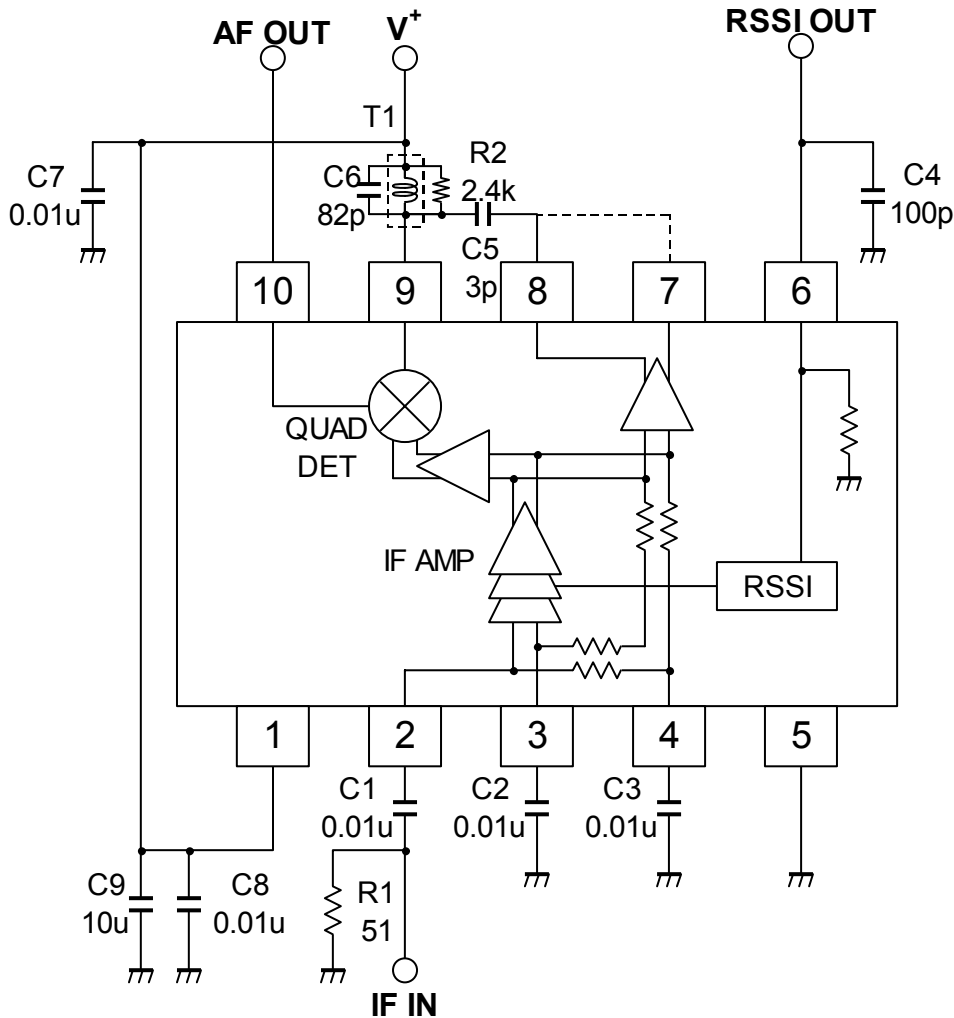 AF OUT
V+
RSSI OUT
T1
C7
0.01u
C6
82p
R2
2.4k
C5
3p
C4
100p
10
9
8
7
6
QUAD
DET
IF AMP
RSSI
1
2
3
4
5
C1
0.01u
C2
0.01u
C3
0.01u
C9
10u
C8
0.01u
R1
51
IF IN